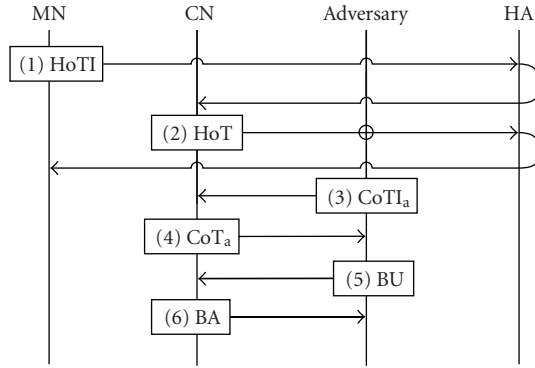 MN CN Adversary HA
(1) HoTI
(2) HoT
(3) CoTIₐ
(4) CoTₐ
(5) BU
(6) BA